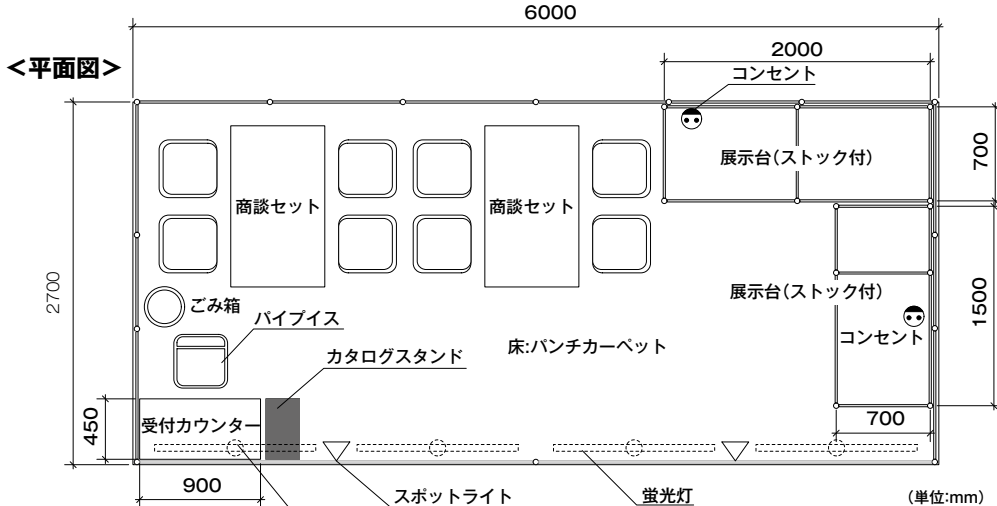 6000
<平面図>
2000
コンセント
展示台(ストック付)
700
商談セット
商談セット
2700
ごみ箱
展示台(ストック付)
1500
パイプイス
コンセント
カタログスタンド
床:パンチカーペット
450
受付カウンター
700
900
スポットライト
蛍光灯
(単位:mm)